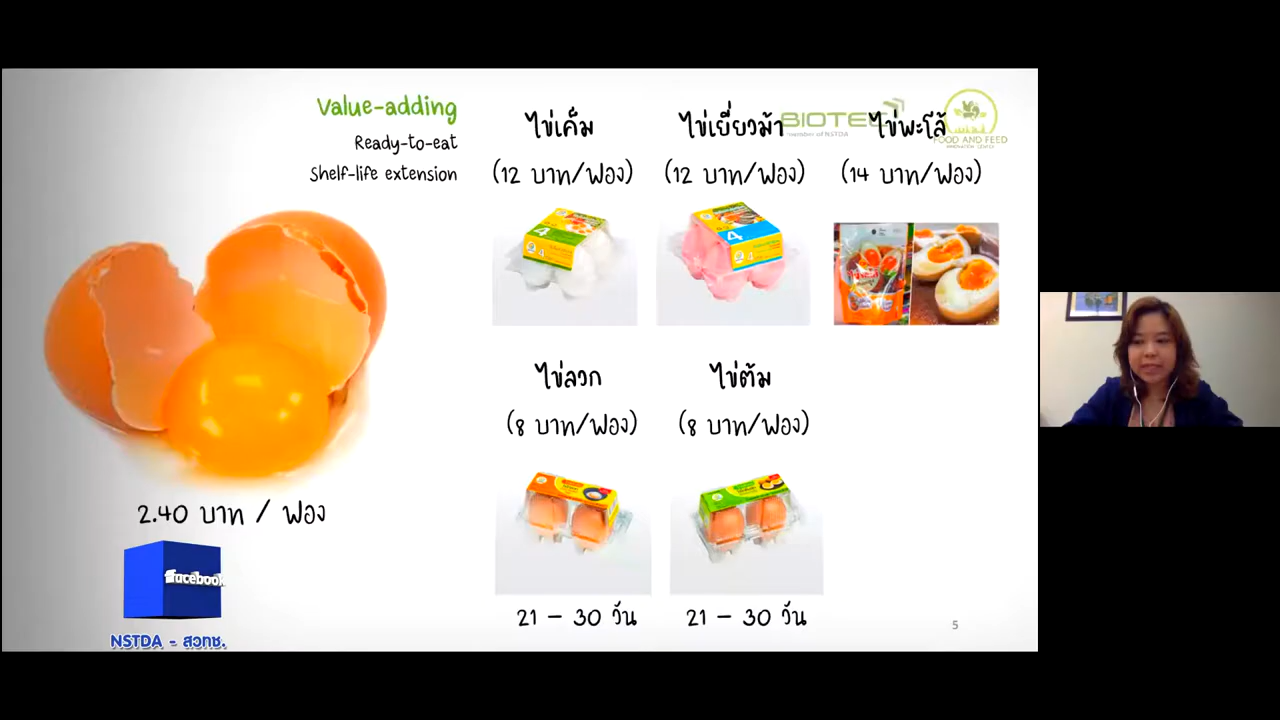 Value-adding
Ready-to-eat
Shelf-life extension
ไข่เค็ม
(12 บาท/ฟอง)
ไข่เยี่ยวม้า
(12 บาท/ฟอง)
BIOTEC
member of NSTDA
ไข่พะโล้
(14 บาท/ฟอง)
FOOD AND FEED
INNOVATION CENTER
4
4
ไข่ลวก
(8 บาท/ฟอง)
ไข่ต้ม
(8 บาท/ฟอง)
21 – 30 วัน
21 – 30 วัน
2.40 บาท / ฟอง
facebook
NSTDA - สวทช.
5